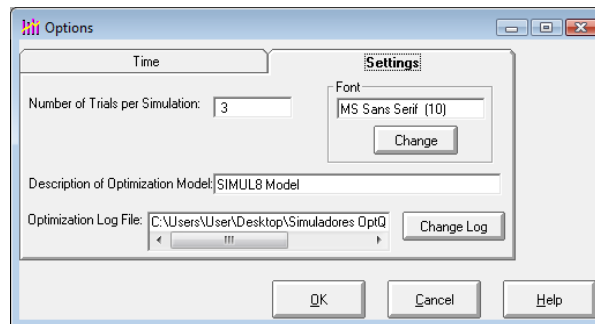 Options
Time
Settings
Number of Trials per Simulation: 3
Font
MS Sans Serif (10)
Change
Description of Optimization Model: SIMUL8 Model
Optimization Log File: C:\Users\User\Desktop\Simuladores OptQ
Change Log
OK
Cancel
Help